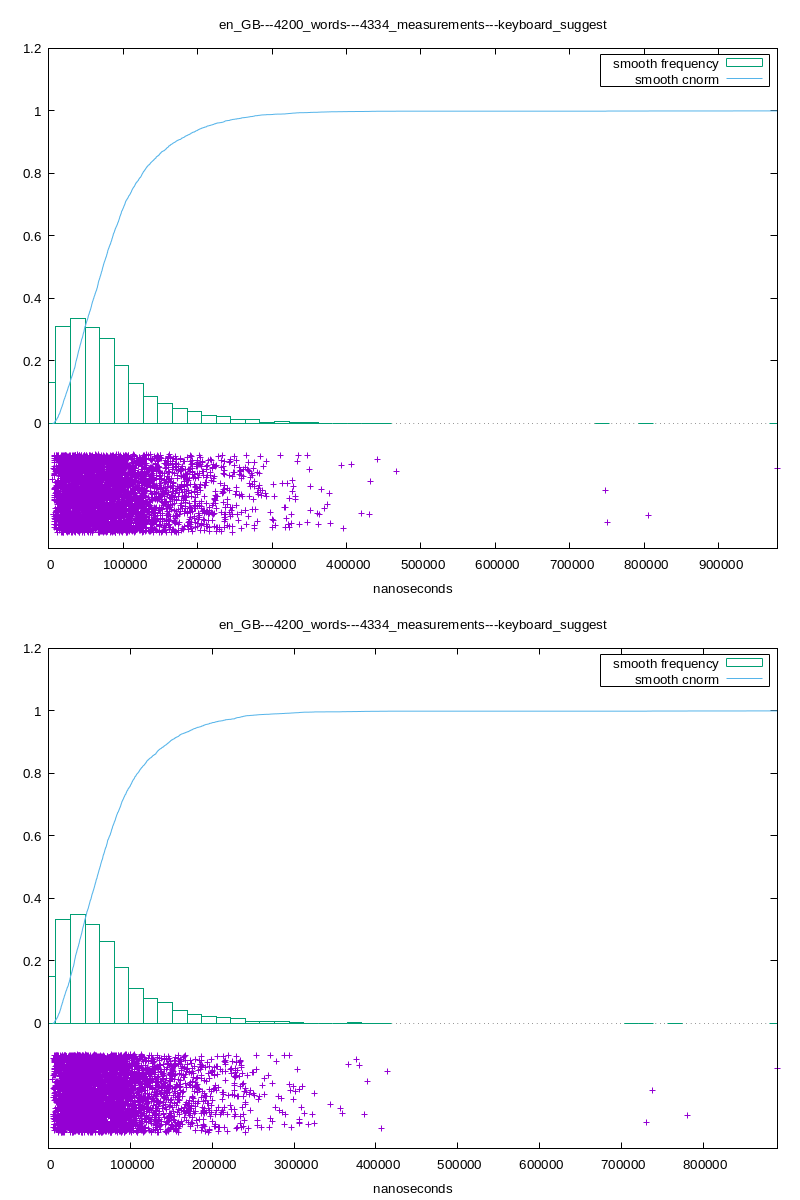 en_GB---4200_words---4334_measurements---keyboard_suggest
1.2
smooth frequency
smooth cnorm
1
0.8
0.6
0.4
0.2
0
0 100000 200000 300000 400000 500000 600000 700000 800000 900000
nanoseconds
en_GB---4200_words---4334_measurements---keyboard_suggest
1.2
smooth frequency
smooth cnorm
1
0.8
0.6
0.4
0.2
0
0 100000 200000 300000 400000 500000 600000 700000 800000
nanoseconds